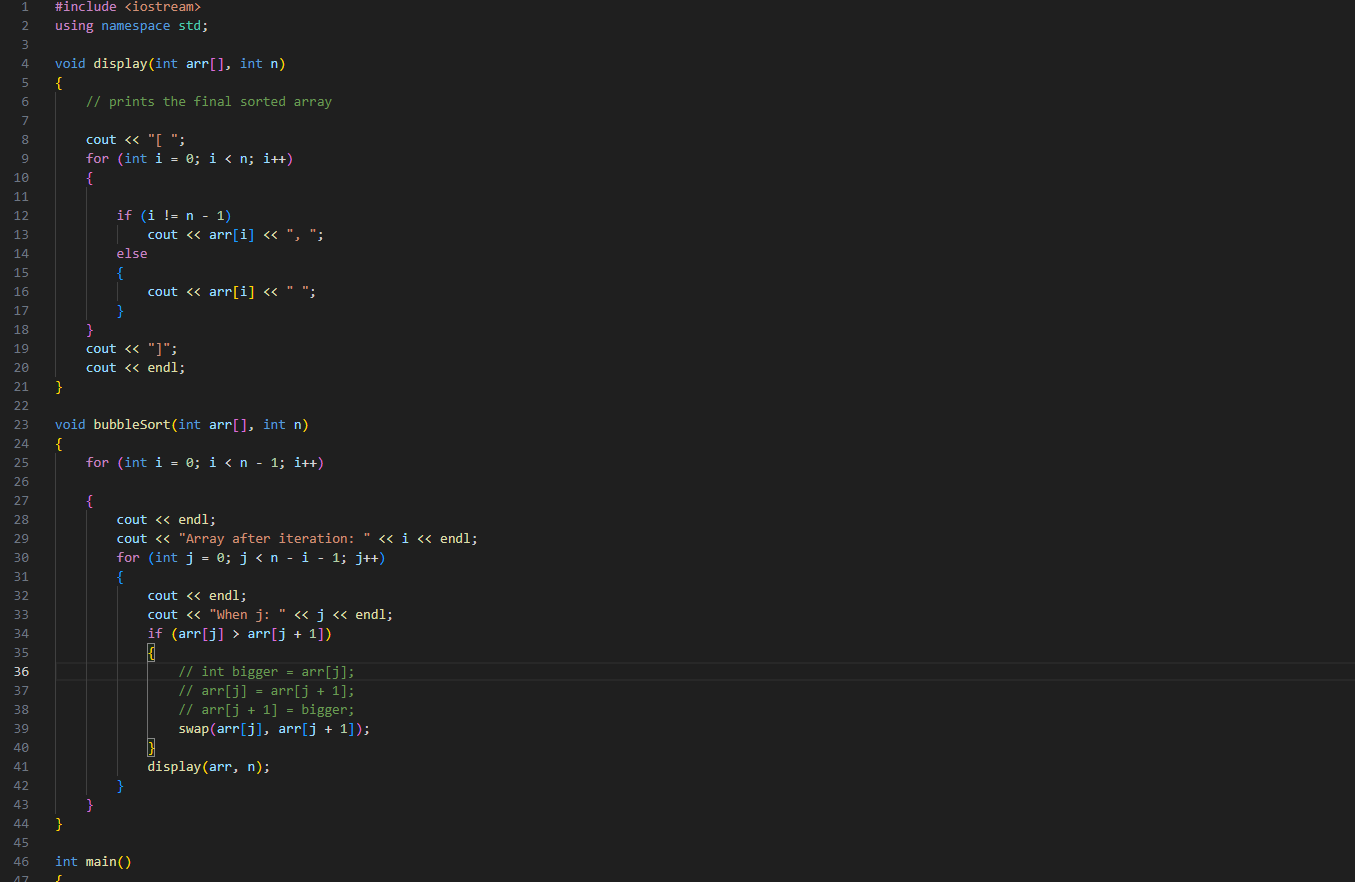 1 #include <iostream>
2 using namespace std;
3
4 void display(int arr[], int n)
5 {
6     // prints the final sorted array
7
8     cout << "[ ";
9     for (int i = 0; i < n; i++)
10     {
11
12         if (i != n - 1)
13             cout << arr[i] << ", ";
14         else
15         {
16             cout << arr[i] << " ";
17         }
18     }
19     cout << "]";
20     cout << endl;
21 }
22
23 void bubbleSort(int arr[], int n)
24 {
25     for (int i = 0; i < n - 1; i++)
26
27     {
28         cout << endl;
29         cout << "Array after iteration: " << i << endl;
30         for (int j = 0; j < n - i - 1; j++)
31         {
32             cout << endl;
33             cout << "When j: " << j << endl;
34             if (arr[j] > arr[j + 1])
35             {
36                 // int bigger = arr[j];
37                 // arr[j] = arr[j + 1];
38                 // arr[j + 1] = bigger;
39                 swap(arr[j], arr[j + 1]);
40             }
41             display(arr, n);
42         }
43     }
44 }
45
46 int main()
47 {